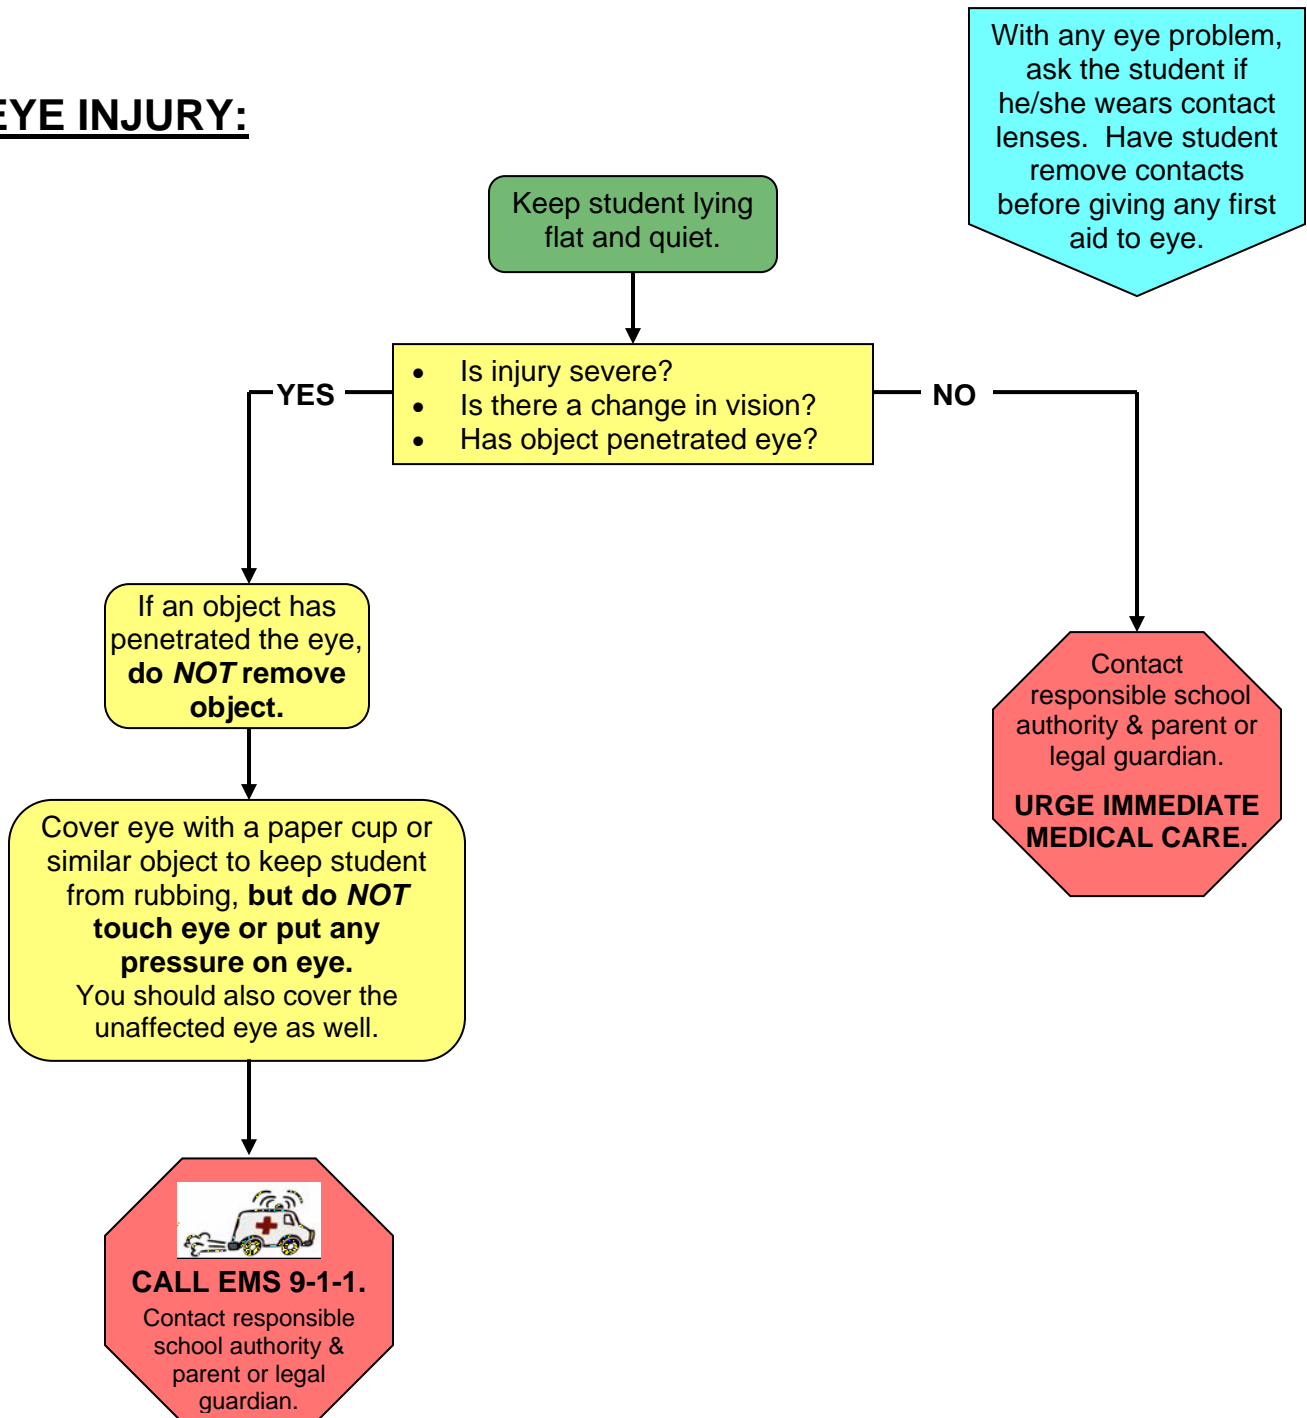 With any eye problem,
ask the student if
he/she wears contact
lenses. Have student
remove contacts
before giving any first
aid to eye.
EYE INJURY:
Keep student lying
flat and quiet.
• Is injury severe?
• Is there a change in vision?
• Has object penetrated eye?
YES
NO
If an object has
penetrated the eye,
do NOT remove
object.
Contact
responsible school
authority & parent or
legal guardian.
URGE IMMEDIATE
MEDICAL CARE.
Cover eye with a paper cup or
similar object to keep student
from rubbing, but do NOT
touch eye or put any
pressure on eye.
You should also cover the
unaffected eye as well.
CALL EMS 9-1-1.
Contact responsible
school authority &
parent or legal
guardian.